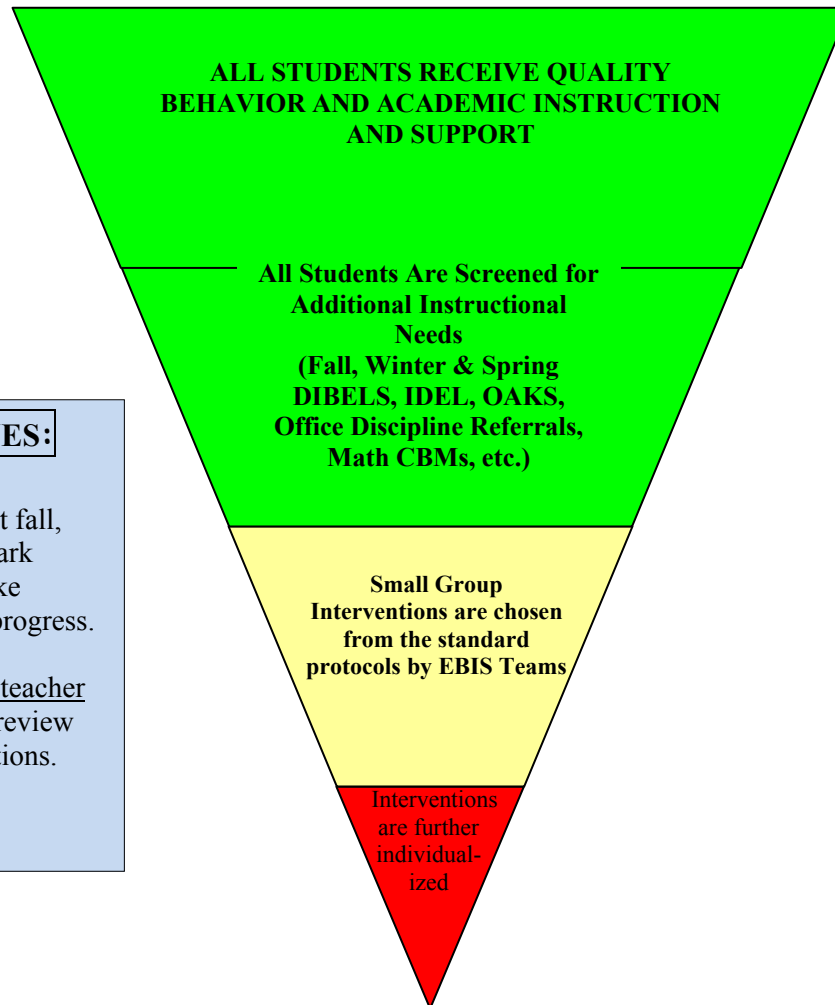 ALL STUDENTS RECEIVE QUALITY
BEHAVIOR AND ACADEMIC INSTRUCTION
AND SUPPORT
All Students Are Screened for
Additional Instructional
Needs
(Fall, Winter & Spring
DIBELS, IDEL, OAKS,
Office Discipline Referrals,
Math CBMs, etc.)
Small Group
Interventions are chosen
from the standard
protocols by EBIS Teams
Interventions
are further
individual-
ized
ES:
t fall,
ark
ke
progress.
teacher
review
tions.